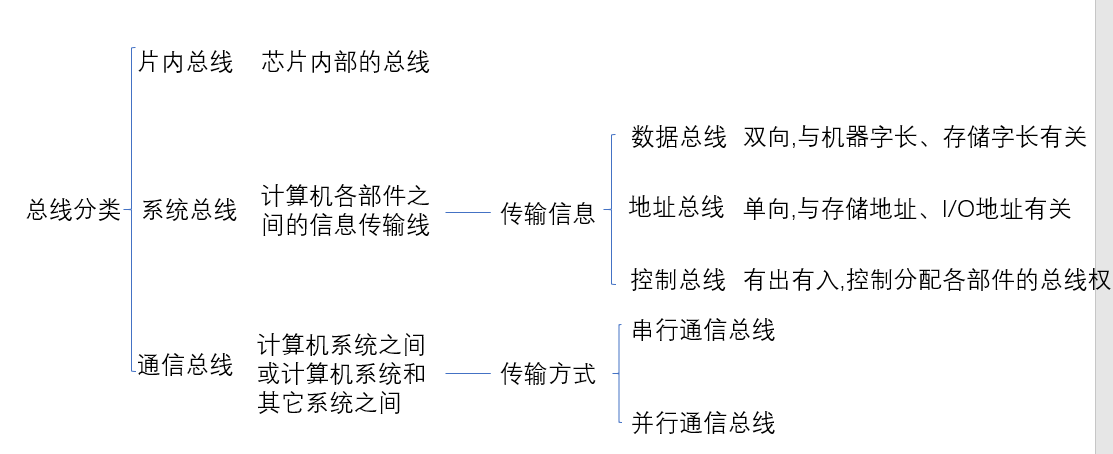 片内总线 芯片内部的总线
数据总线 双向,与机器字长、存储字长有关
总线分类 系统总线 计算机各部件之
间的信息传输线
传输信息
地址总线 单向,与存储地址、I/O地址有关
控制总线 有出有入,控制分配各部件的总线权
通信总线
计算机系统之间
或计算机系统和
其它系统之间
传输方式
串行通信总线
并行通信总线